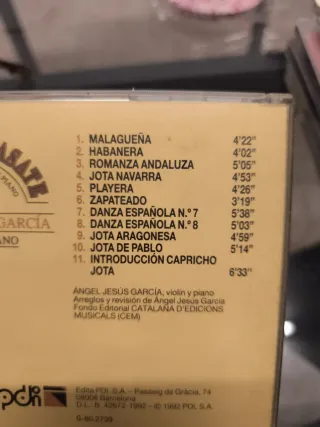 ASATE
PIANO
GARCÍA
ANO
1. MALAGUEÑA 4'22"
2. HABANERA 4'02"
3. ROMANZA ANDALUZA 5'05"
4. JOTA NAVARRA 4'53"
5. PLAYERA 4'26"
6. ZAPATEADO 3'19"
7. DANZA ESPAÑOLA N.º 7 5'38"
8. DANZA ESPAÑOLA N.º 8 5'03"
9. JOTA ARAGONESA 4'59"
10. JOTA DE PABLO 5'14"
11. INTRODUCCIÓN CAPRICHO
JOTA 6'33"
ÁNGEL JESÚS GARCÍA, violín y piano
Arreglos y revisión de Ángel Jesús García
Fondo Editorial CATALANA D'EDICIONS
MUSICALS (CEM)
pdi
Edita PDI, S.A. – Passeig de Gràcia, 74
08008 Barcelona
D.L. B. 42672-1992 – © 1992 PDI, S.A.
G-80.2739